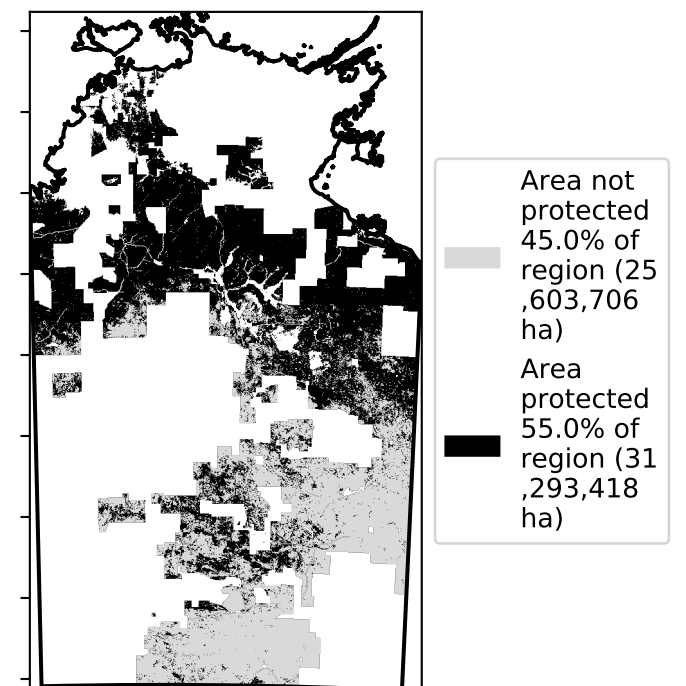 Area not
protected
45.0% of
region (25
,603,706
ha)
Area
protected
55.0% of
region (31
,293,418
ha)